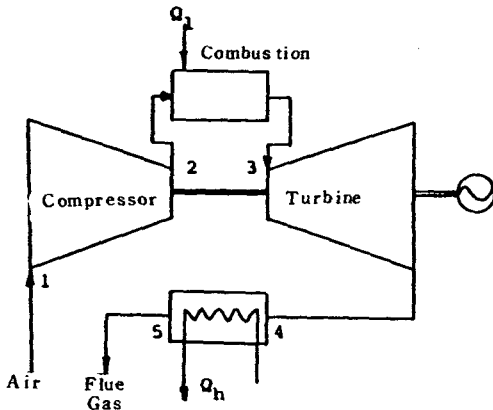 Q1
Combustion
2
3
Compressor
Turbine
1
5
4
Air
Flue
Gas
Qh